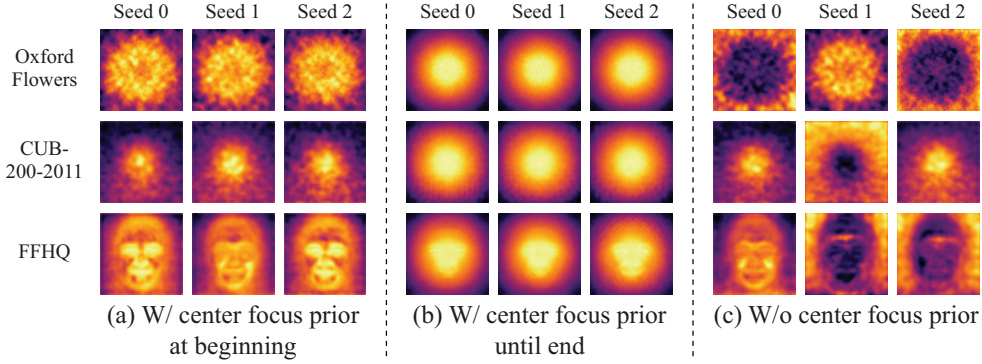 Seed 0 Seed 1 Seed 2 Seed 0 Seed 1 Seed 2 Seed 0 Seed 1 Seed 2
Oxford
Flowers
CUB-
200-2011
FFHQ
(a) W/ center focus prior
at beginning
(b) W/ center focus prior
until end
(c) W/o center focus prior